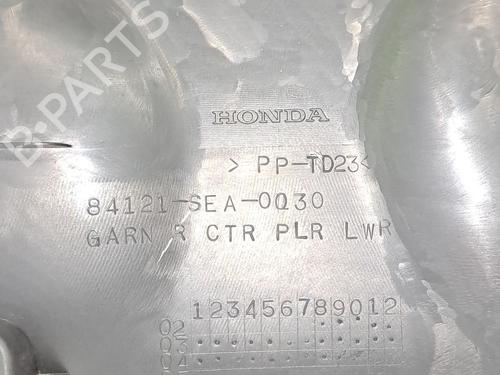 B-PARTS
HONDA
> PP-TD23<
84121-SEA-0030
GARN R CTR PLR LWR
123456789012
02
03
04